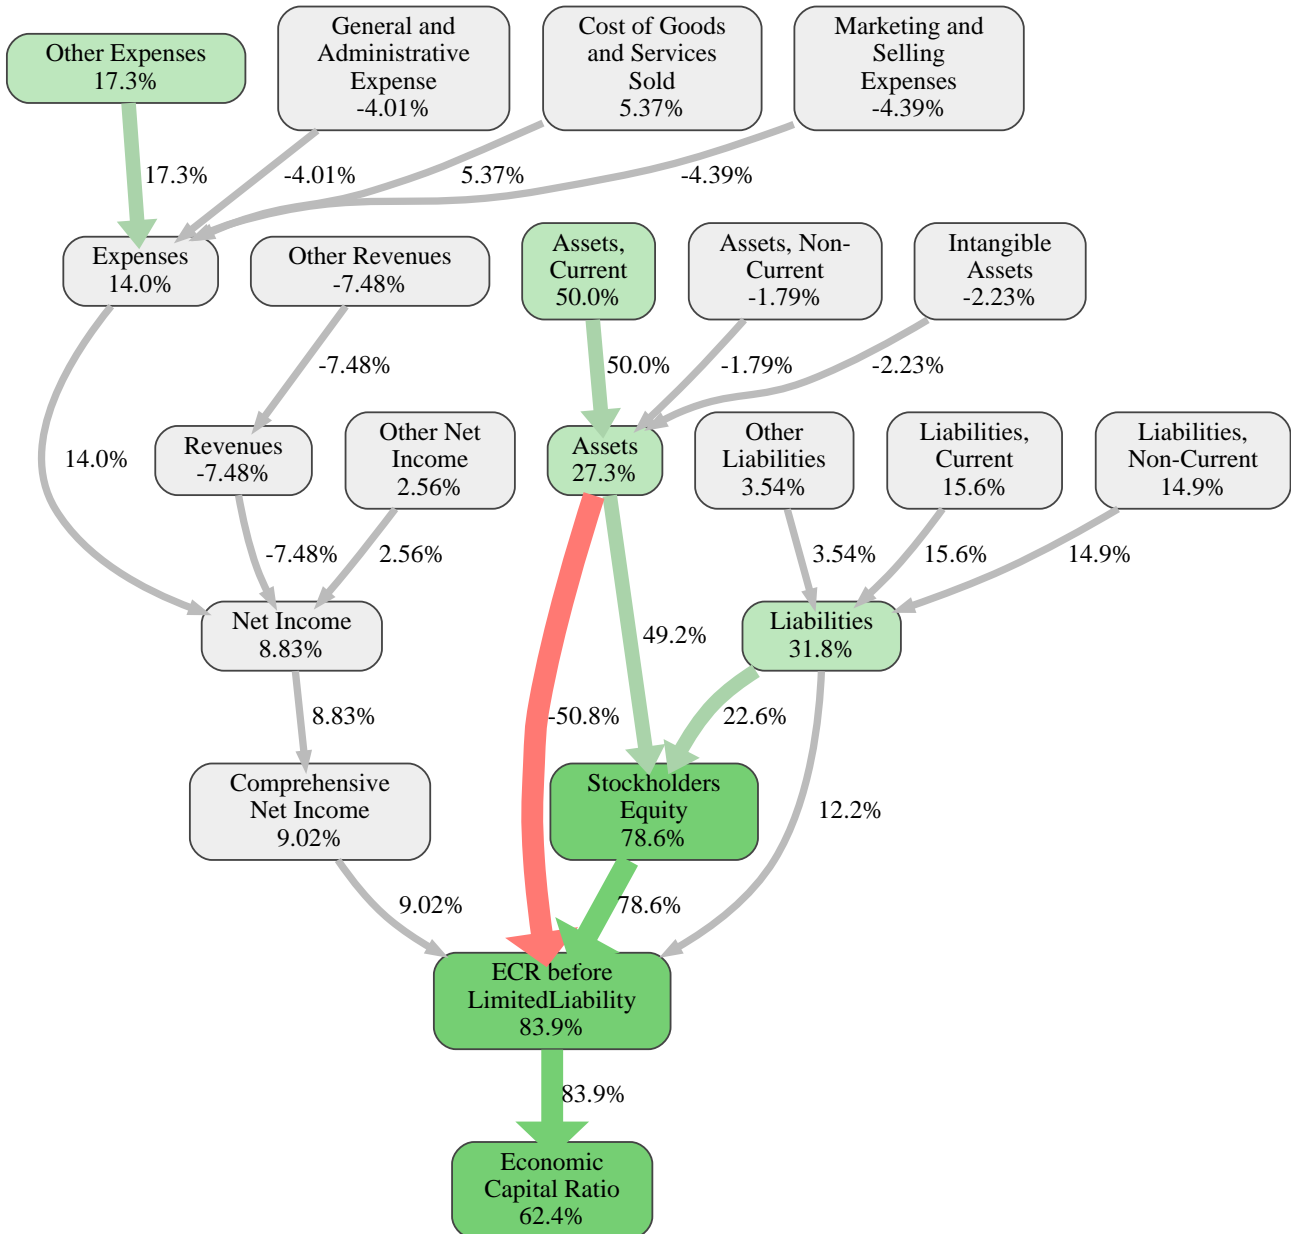 Other Expenses
17.3%
General and
Administrative
Expense
-4.01%
Cost of Goods
and Services
Sold
5.37%
Marketing and
Selling
Expenses
-4.39%
17.3%
-4.01%
5.37%
-4.39%
Expenses
14.0%
Other Revenues
-7.48%
Assets,
Current
50.0%
Assets, Non-
Current
-1.79%
Intangible
Assets
-2.23%
-7.48%
50.0%
-1.79%
-2.23%
14.0%
Revenues
-7.48%
Other Net
Income
2.56%
Assets
27.3%
Other
Liabilities
3.54%
Liabilities,
Current
15.6%
Liabilities,
Non-Current
14.9%
-7.48%
2.56%
3.54%
15.6%
14.9%
Net Income
8.83%
49.2%
Liabilities
31.8%
8.83%
-50.8%
22.6%
Comprehensive
Net Income
9.02%
Stockholders
Equity
78.6%
12.2%
9.02%
78.6%
ECR before
LimitedLiability
83.9%
83.9%
Economic
Capital Ratio
62.4%